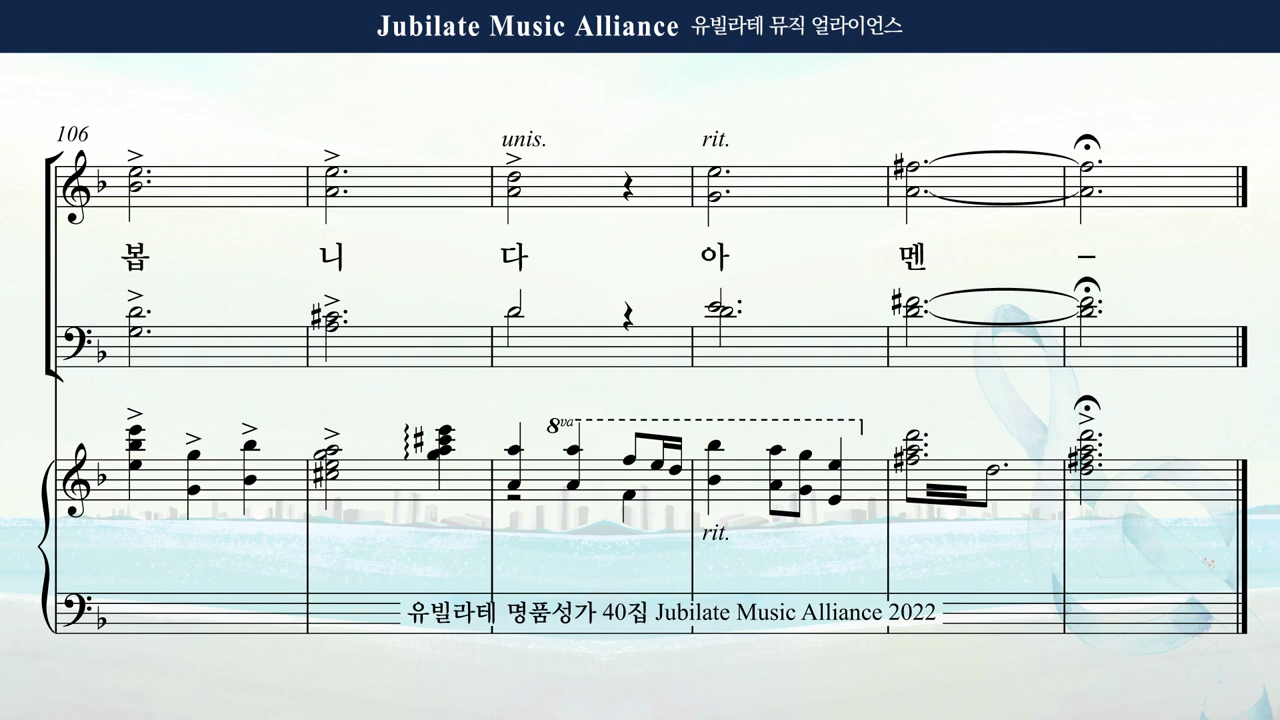 Jubilate Music Alliance 유빌라테 뮤직 얼라이언스
106
unis.
rit.
봅 니 다 아 멘 –
8va
rit.
유빌라테 명품성가 40집 Jubilate Music Alliance 2022